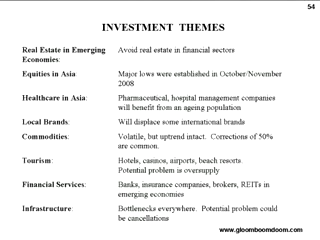 54
INVESTMENT THEMES
Real Estate in Emerging Economies: Avoid real estate in financial sectors
Equities in Asia Major lows were established in October/November 2008
Healthcare in Asia: Pharmaceutical, hospital management companies will benefit from an ageing population
Local Brands: Will displace some international brands
Commodities: Volatile, but uptrend intact. Corrections of 50% are common.
Tourism: Hotels, casinos, airports, beach resorts
Potential problem is oversupply
Financial Services: Banks, insurance companies, brokers, REITs in emerging economies
Infrastructure: Bottlenecks everywhere. Potential problem could be cancellations
www.gloomboomdoom.com